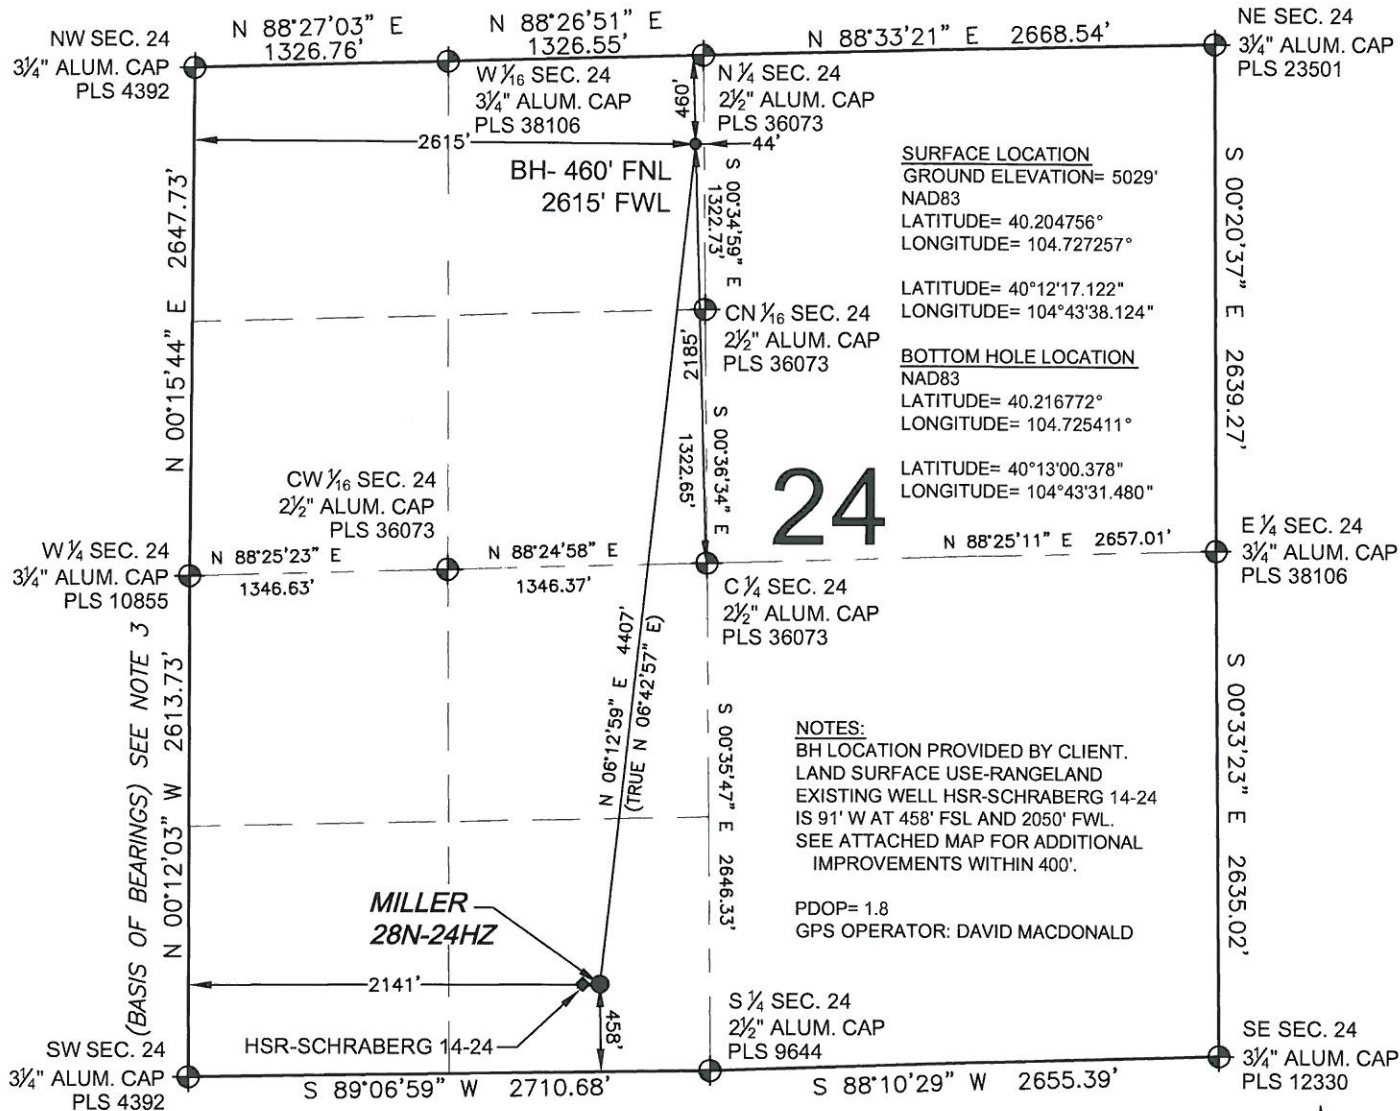 NW SEC. 24
3¼" ALUM. CAP
PLS 4392
N 88°27'03" E
1326.76'
N 88°26'51" E
1326.55'
N 88°33'21" E 2668.54'
NE SEC. 24
3¼" ALUM. CAP
PLS 23501
W 1⁄16 SEC. 24
3¼" ALUM. CAP
PLS 38106
N ¼ SEC. 24
2½" ALUM. CAP
PLS 36073
460'
2615'
44'
BH- 460' FNL
2615' FWL
S 00°34'59" E
1322.73'
SURFACE LOCATION
GROUND ELEVATION= 5029'
NAD83
LATITUDE= 40.204756°
LONGITUDE= 104.727257°
LATITUDE= 40°12'17.122"
LONGITUDE= 104°43'38.124"
BOTTOM HOLE LOCATION
NAD83
LATITUDE= 40.216772°
LONGITUDE= 104.725411°
LATITUDE= 40°13'00.378"
LONGITUDE= 104°43'31.480"
N 00°15'44" E 2647.73'
S 00°20'37" E 2639.27'
CN 1⁄16 SEC. 24
2½" ALUM. CAP
PLS 36073
2185'
S 00°36'34" E
1322.65'
24
CW 1⁄16 SEC. 24
2½" ALUM. CAP
PLS 36073
W ¼ SEC. 24
3¼" ALUM. CAP
PLS 10855
N 88°25'23" E
1346.63'
N 88°24'58" E
1346.37'
N 88°25'11" E 2657.01'
E ¼ SEC. 24
3¼" ALUM. CAP
PLS 38106
C ¼ SEC. 24
2½" ALUM. CAP
PLS 36073
(BASIS OF BEARINGS) SEE NOTE 3
N 00°12'03" W 2613.73'
N 06°12'59" E 4407'
(TRUE N 06°42'57" E)
S 00°35'47" E 2646.33'
S 00°33'23" E 2635.02'
NOTES:
BH LOCATION PROVIDED BY CLIENT.
LAND SURFACE USE-RANGELAND
EXISTING WELL HSR-SCHRABERG 14-24
IS 91' W AT 458' FSL AND 2050' FWL.
SEE ATTACHED MAP FOR ADDITIONAL
IMPROVEMENTS WITHIN 400'.
PDOP= 1.8
GPS OPERATOR: DAVID MACDONALD
MILLER
28N-24HZ
2141'
458'
HSR-SCHRABERG 14-24
S ¼ SEC. 24
2½" ALUM. CAP
PLS 9644
SW SEC. 24
3¼" ALUM. CAP
PLS 4392
S 89°06'59" W 2710.68'
S 88°10'29" W 2655.39'
SE SEC. 24
3¼" ALUM. CAP
PLS 12330